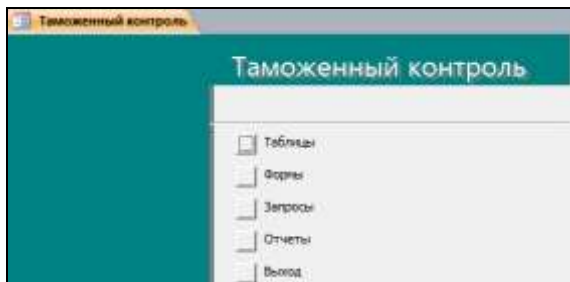 Таможенный контроль
Таможенный контроль
Таблицы
Формы
Запросы
Отчеты
Выход